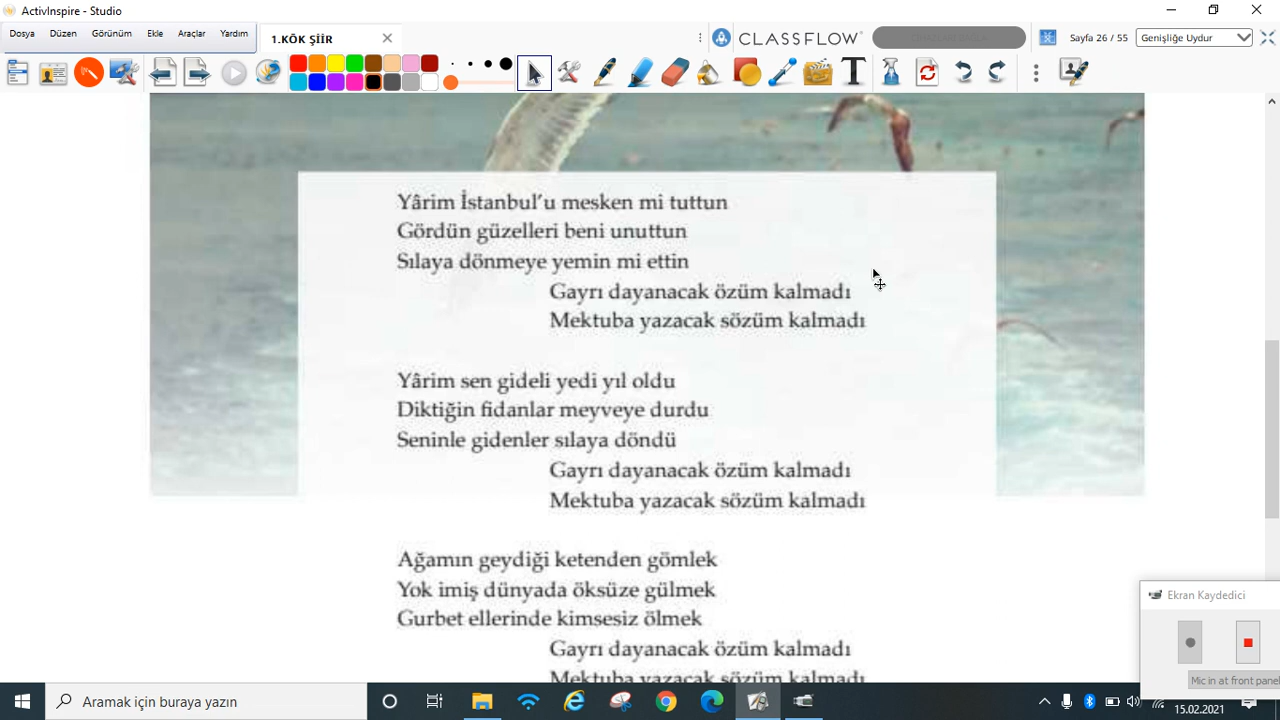 ActivInspire - Studio
Dosya Düzen Görünüm Ekle Araçlar Yardım
1.KÖK ŞİİR
CLASSFLOW
Sayfa 26 / 55
Genişliğe Uydur
Yârim İstanbul'u mesken mi tuttun
Gördün güzelleri beni unuttun
Sılaya dönmeye yemin mi ettin
Gayrı dayanacak özüm kalmadı
Mektuba yazacak sözüm kalmadı
Yârim sen gideli yedi yıl oldu
Diktiğin fidanlar meyveye durdu
Seninle gidenler sılaya döndü
Gayrı dayanacak özüm kalmadı
Mektuba yazacak sözüm kalmadı
Ağamın geydiği ketenden gömlek
Yok imiş dünyada öksüze gülmek
Gurbet ellerinde kimsesiz ölmek
Gayrı dayanacak özüm kalmadı
Mektuba yazacak sözüm kalmadı
Ekran Kaydedici
Mic in at front panel
Aramak için buraya yazın
15.02.2021